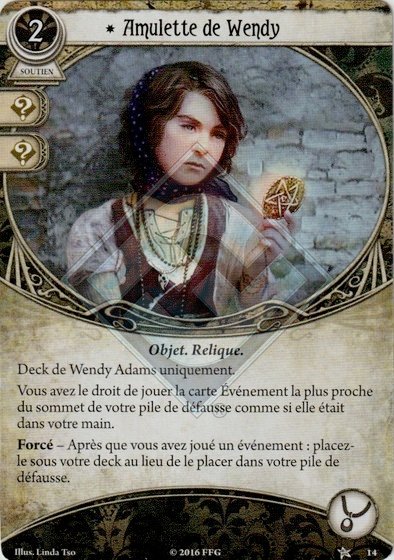 2
* Amulette de Wendy
SOUTIEN
?
?
Objet. Relique.
Deck de Wendy Adams uniquement.
Vous avez le droit de jouer la carte Événement la plus proche
du sommet de votre pile de défausse comme si elle était
dans votre main.
Forcé – Après que vous avez joué un événement : placez-
le sous votre deck au lieu de le placer dans votre pile de
défausse.
Illus. Linda Tso
© 2016 FFG
14